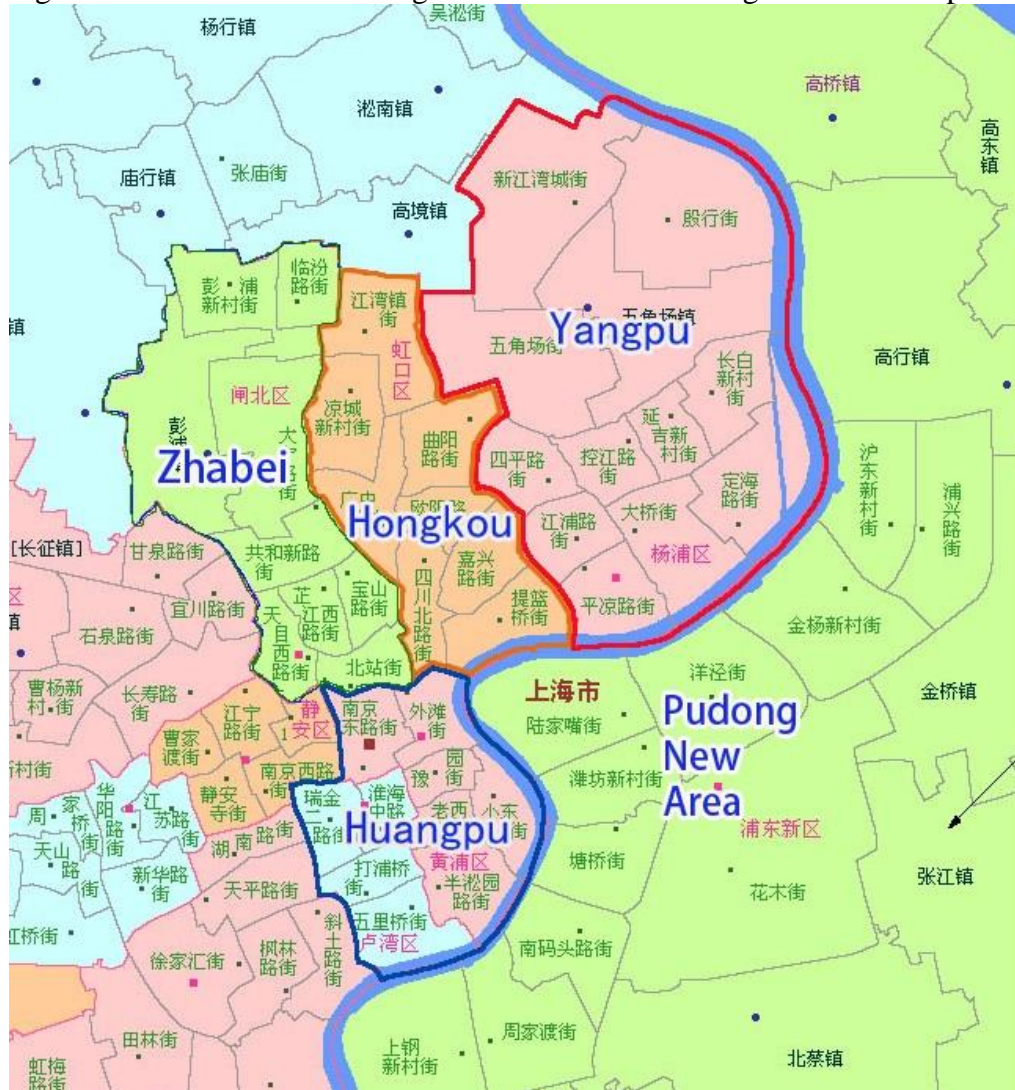 吴淞街
杨行镇
高桥镇
淞南镇
高东镇
张庙街
庙行镇
新江湾城街
殷行街
高境镇
临汾
路街
彭浦
新村街
江湾镇
街
虹口区
Yangpu
五角场街
长白
新村街
高行镇
镇
闸北区
凉城
新村街
曲阳
路街
延吉新村街
四平路
街
控江路
街
定海
路街
沪东新村街
浦兴路街
Zhabei
Hongkou
江浦路
街
大桥街
杨浦区
[长征镇]
甘泉路街
共和新路
街
嘉兴
路街
宝山路街
四川北路街
提篮
桥街
平凉路街
宜川路街
芷江西路街
天目西路街
石泉路街
金杨新村街
北站街
洋泾街
曹杨新
村街
长寿路
街
上海市
金桥镇
江宁
路街
静安区
南京
东路街
外滩
街
陆家嘴街
Pudong
New
Area
曹家
渡街
南京西路
街
豫园街
潍坊新村街
静安
寺街
瑞金
淮海
中路
老西
小东
浦东新区
周家桥街
华阳路街
江苏路街
湖南路街
Huangpu
黄浦区
天山路街
新华路
街
天平路街
打浦桥
街
半淞园
路街
塘桥街
花木街
张江镇
虹桥街
五里桥街
卢湾区
斜土路街
徐家汇街
枫林
路街
南码头路街
田林街
周家渡街
上钢
新村街
北蔡镇
虹梅
路街